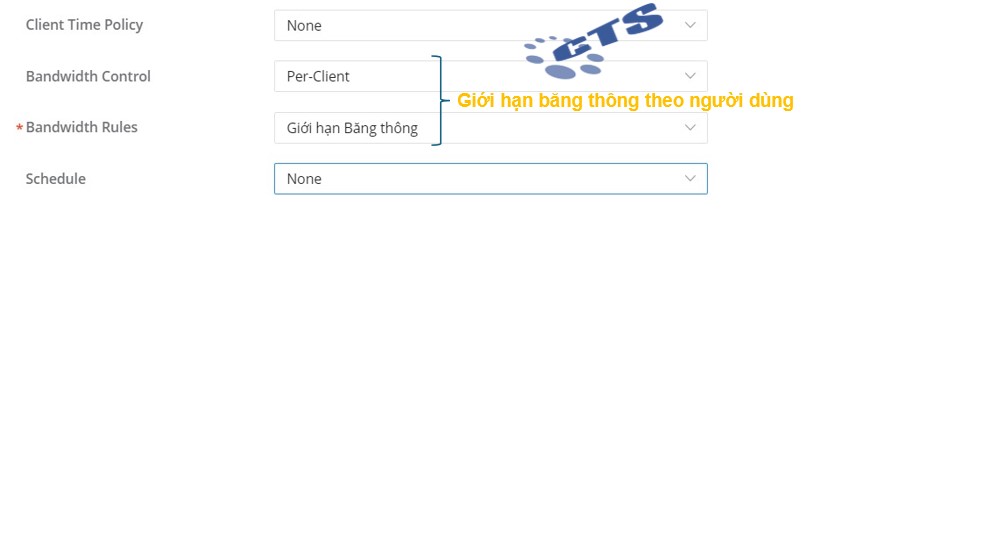 Client Time Policy
None
ETS
Bandwidth Control
Per-Client
Giới hạn băng thông theo người dùng
* Bandwidth Rules
Giới hạn Băng thông
Schedule
None